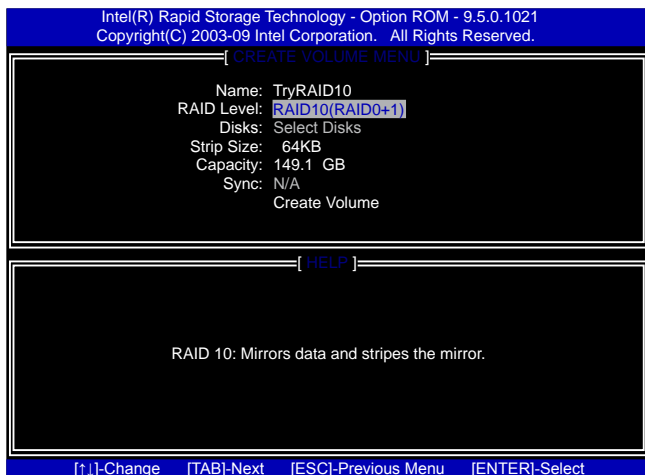 Intel(R) Rapid Storage Technology - Option ROM - 9.5.0.1021
Copyright(C) 2003-09 Intel Corporation. All Rights Reserved.
[ CREATE VOLUME MENU ]
Name: TryRAID10
RAID Level: RAID10(RAID0+1)
Disks: Select Disks
Strip Size: 64KB
Capacity: 149.1 GB
Sync: N/A
Create Volume
[ HELP ]
RAID 10: Mirrors data and stripes the mirror.
[↑↓]-Change [TAB]-Next [ESC]-Previous Menu [ENTER]-Select